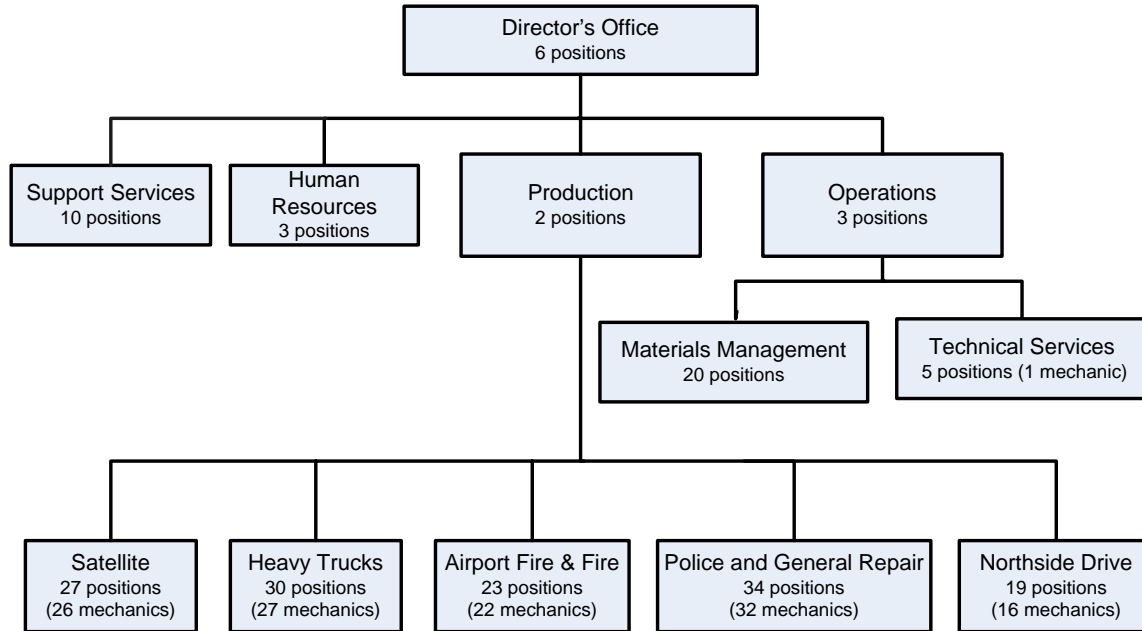 Director's Office
6 positions
Support Services
10 positions
Human
Resources
3 positions
Production
2 positions
Operations
3 positions
Materials Management
20 positions
Technical Services
5 positions (1 mechanic)
Satellite
27 positions
(26 mechanics)
Heavy Trucks
30 positions
(27 mechanics)
Airport Fire & Fire
23 positions
(22 mechanics)
Police and General Repair
34 positions
(32 mechanics)
Northside Drive
19 positions
(16 mechanics)